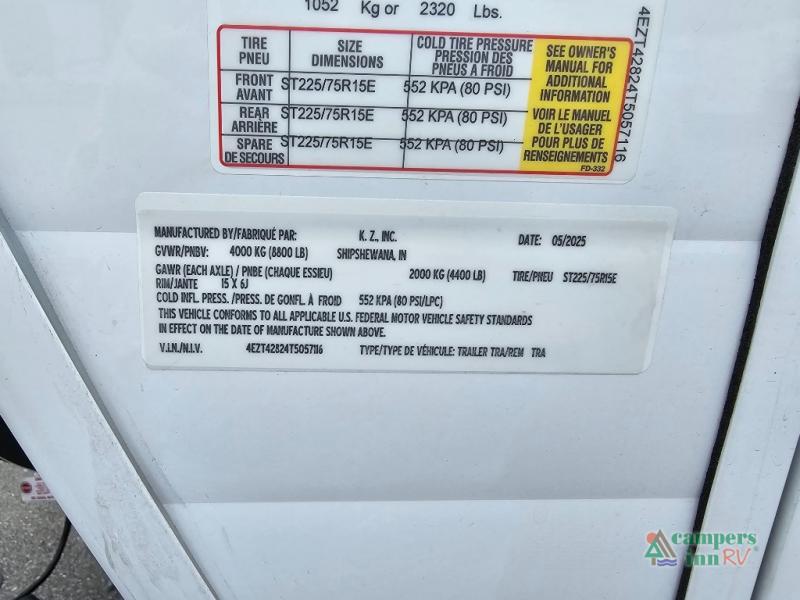 1052 Kg or 2320 Lbs.
TIRE
PNEU
SIZE
DIMENSIONS
COLD TIRE PRESSURE
PRESSION DES
PNEUS A FROID
FRONT
AVANT
ST225/75R15E
552 KPA (80 PSI)
REAR
ARRIÈRE
ST225/75R15E
552 KPA (80 PSI)
SPARE
DE SECOURS
ST225/75R15E
552 KPA (80 PSI)
SEE OWNER'S
MANUAL FOR
ADDITIONAL
INFORMATION
VOIR LE MANUEL
DE L'USAGER
POUR PLUS DE
RENSEIGNEMENTS
FD-332
4EZT42824T5057116
MANUFACTURED BY/FABRIQUÉ PAR: K. Z., INC. DATE: 05/2025
GVWR/PNBV: 4000 KG (8800 LB) SHIPSHEWANA, IN
GAWR (EACH AXLE) / PNBE (CHAQUE ESSIEU) 2000 KG (4400 LB) TIRE/PNEU ST225/75R15E
RIM/JANTE 15 X 6J
COLD INFL. PRESS. /PRESS. DE GONFL. À FROID 552 KPA (80 PSI/LPC)
THIS VEHICLE CONFORMS TO ALL APPLICABLE U.S. FEDERAL MOTOR VEHICLE SAFETY STANDARDS
IN EFFECT ON THE DATE OF MANUFACTURE SHOWN ABOVE.
V.I.N./N.I.V. 4EZT42824T5057116 TYPE/TYPE DE VÉHICULE: TRAILER TRA/REM TRA
campers
inn RV